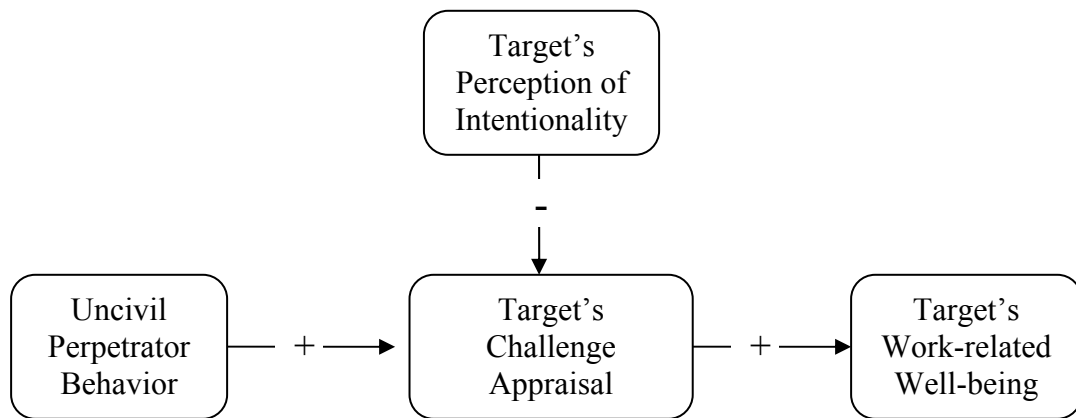 Target’s
Perception of
Intentionality
-
Uncivil
Perpetrator
Behavior
+
Target’s
Challenge
Appraisal
+
Target’s
Work-related
Well-being